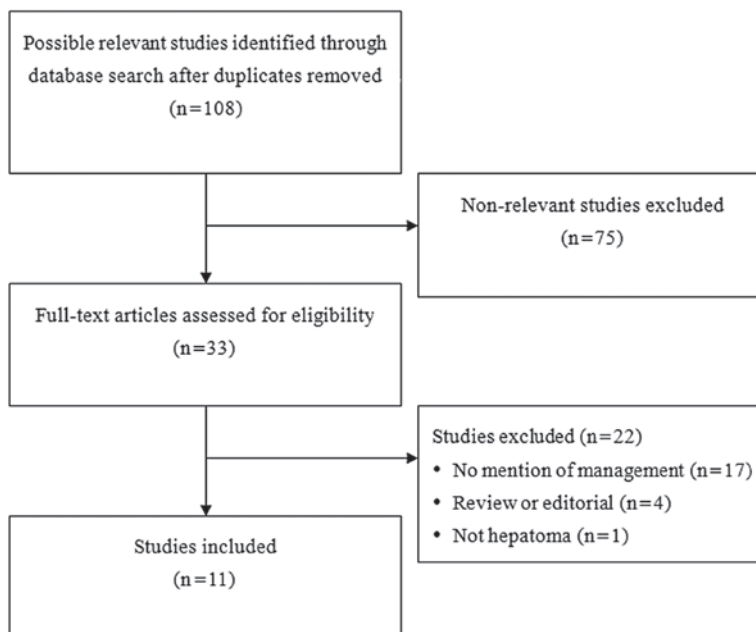 Possible relevant studies identified through
database search after duplicates removed
(n=108)
Non-relevant studies excluded
(n=75)
Full-text articles assessed for eligibility
(n=33)
Studies excluded (n=22)
• No mention of management (n=17)
• Review or editorial (n=4)
• Not hepatoma (n=1)
Studies included
(n=11)